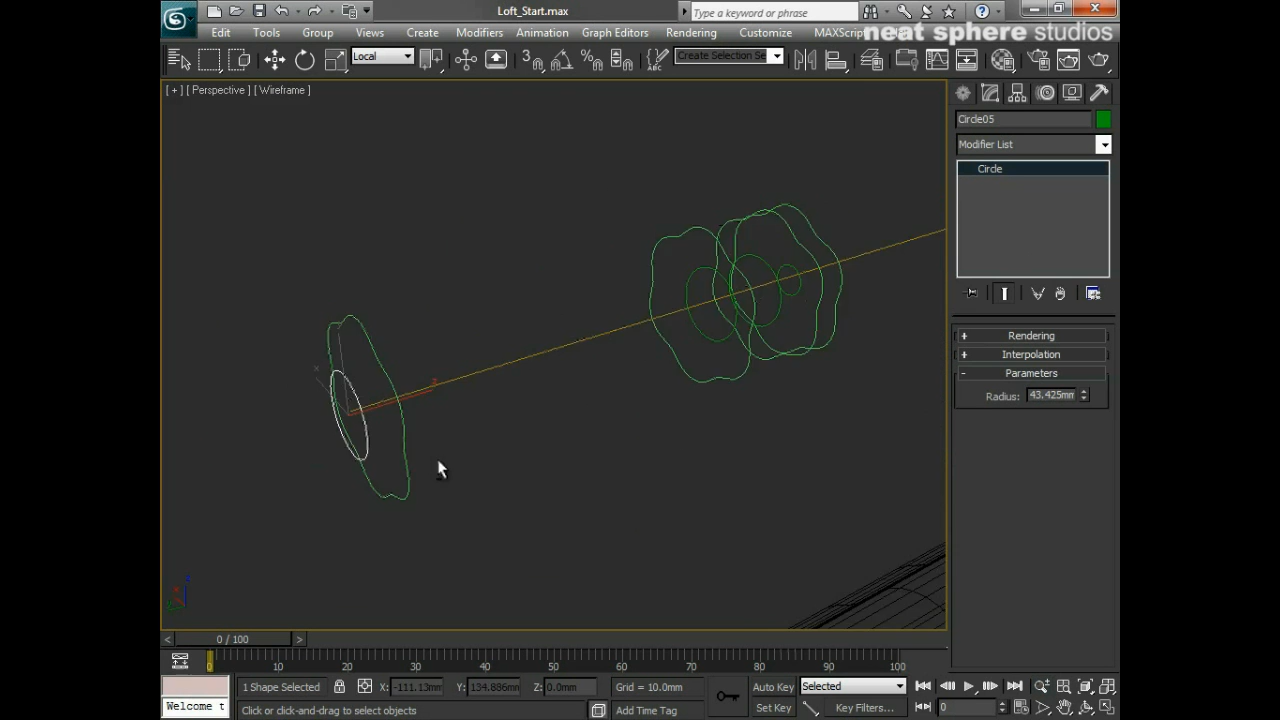 Loft_Start.max
Type a keyword or phrase
Edit Tools Group Views Create Modifiers Animation Graph Editors Rendering Customize MAXScrip
neat sphere studios
Local
Create Selection Se
[ + ] [ Perspective ] [ Wireframe ]
Circle05
Modifier List
Circle
+ Rendering
+ Interpolation
- Parameters
Radius: 43.425mm
x
z
< 0 / 100 >
0 10 20 30 40 50 60 70 80 90 100
1 Shape Selected X: -111.13mm Y: 134.886mm Z: 0.0mm Grid = 10.0mm Auto Key Selected
Welcome t Click or click-and-drag to select objects Add Time Tag Set Key Key Filters... 0